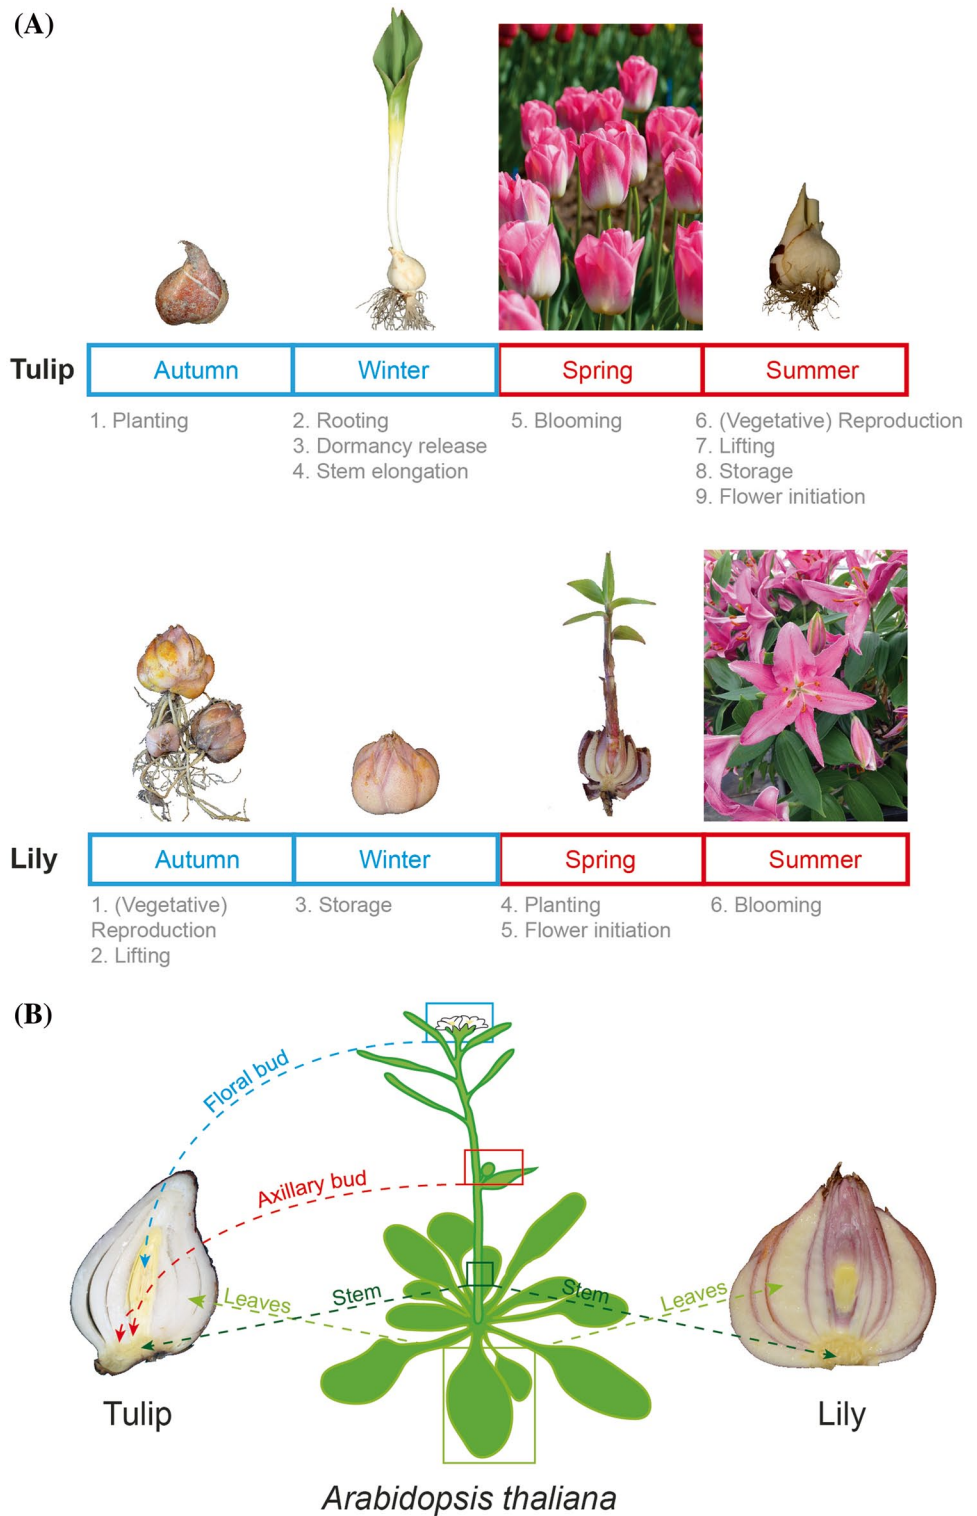 (A)
Tulip
Autumn
Winter
Spring
Summer
1. Planting
2. Rooting
3. Dormancy release
4. Stem elongation
5. Blooming
6. (Vegetative) Reproduction
7. Lifting
8. Storage
9. Flower initiation
Lily
Autumn
Winter
Spring
Summer
1. (Vegetative)
Reproduction
2. Lifting
3. Storage
4. Planting
5. Flower initiation
6. Blooming
(B)
Floral bud
Axillary bud
Leaves
Stem
Stem
Leaves
Tulip
Lily
Arabidopsis thaliana